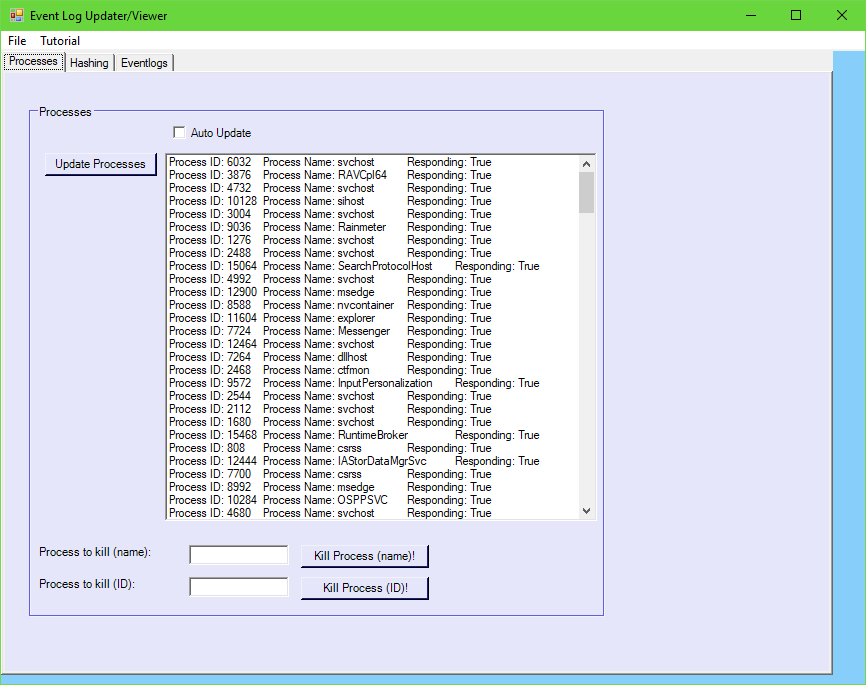 Event Log Updater/Viewer
File Tutorial
Processes Hashing Eventlogs
Processes
Auto Update
Update Processes
Process ID: 6032 Process Name: svchost Responding: True
Process ID: 3876 Process Name: RAVCpl64 Responding: True
Process ID: 4732 Process Name: svchost Responding: True
Process ID: 10128 Process Name: sihost Responding: True
Process ID: 3004 Process Name: svchost Responding: True
Process ID: 9036 Process Name: Rainmeter Responding: True
Process ID: 1276 Process Name: svchost Responding: True
Process ID: 2488 Process Name: svchost Responding: True
Process ID: 15064 Process Name: SearchProtocolHost Responding: True
Process ID: 4992 Process Name: svchost Responding: True
Process ID: 12900 Process Name: msedge Responding: True
Process ID: 8588 Process Name: nvcontainer Responding: True
Process ID: 11604 Process Name: explorer Responding: True
Process ID: 7724 Process Name: Messenger Responding: True
Process ID: 12464 Process Name: svchost Responding: True
Process ID: 7264 Process Name: dllhost Responding: True
Process ID: 2468 Process Name: ctfmon Responding: True
Process ID: 9572 Process Name: InputPersonalization Responding: True
Process ID: 2544 Process Name: svchost Responding: True
Process ID: 2112 Process Name: svchost Responding: True
Process ID: 1680 Process Name: svchost Responding: True
Process ID: 15468 Process Name: RuntimeBroker Responding: True
Process ID: 808 Process Name: csrss Responding: True
Process ID: 12444 Process Name: IAStorDataMgrSvc Responding: True
Process ID: 7700 Process Name: csrss Responding: True
Process ID: 8992 Process Name: msedge Responding: True
Process ID: 10284 Process Name: OSPPSVC Responding: True
Process ID: 4680 Process Name: svchost Responding: True
Process to kill (name): Kill Process (name)!
Process to kill (ID): Kill Process (ID)!